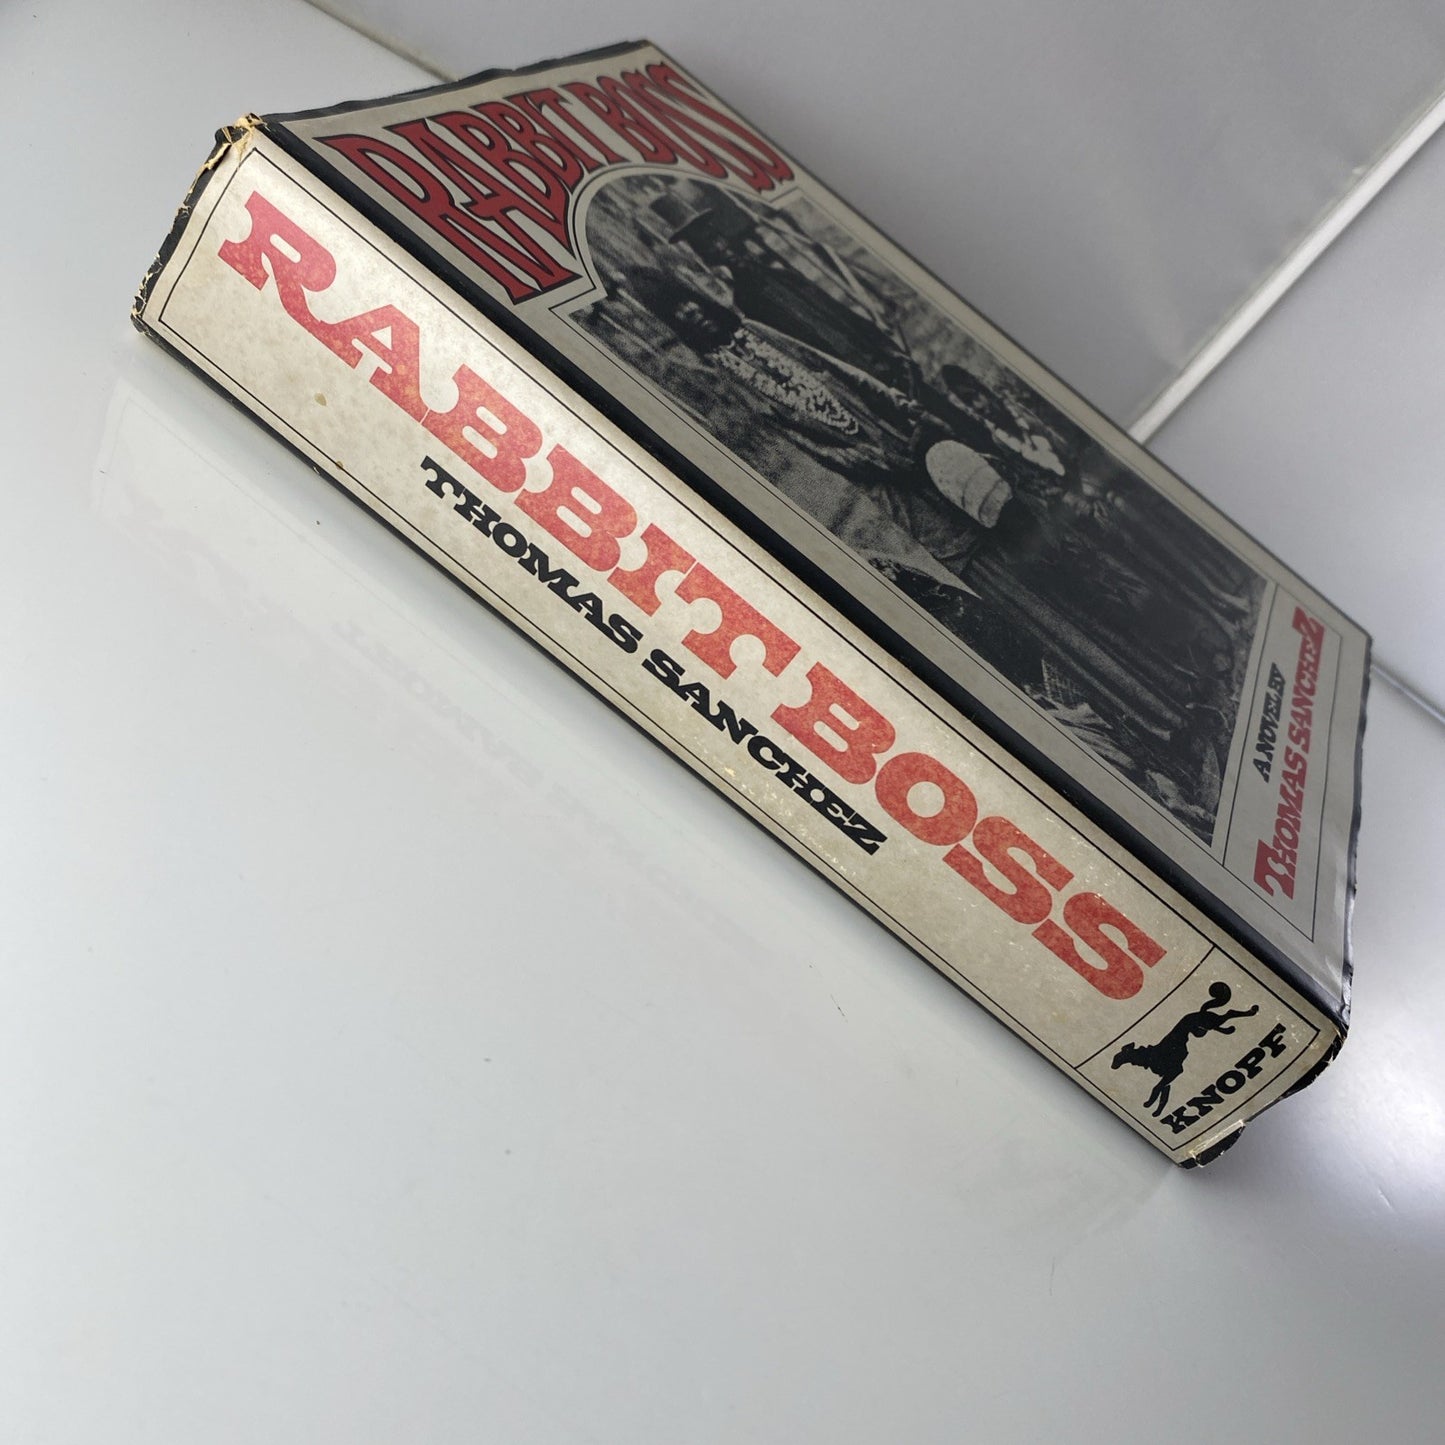 RABBIT BOSS
A NOVEL BY
THOMAS SANCHEZ
RABBIT BOSS
THOMAS SANCHEZ
KNOPF